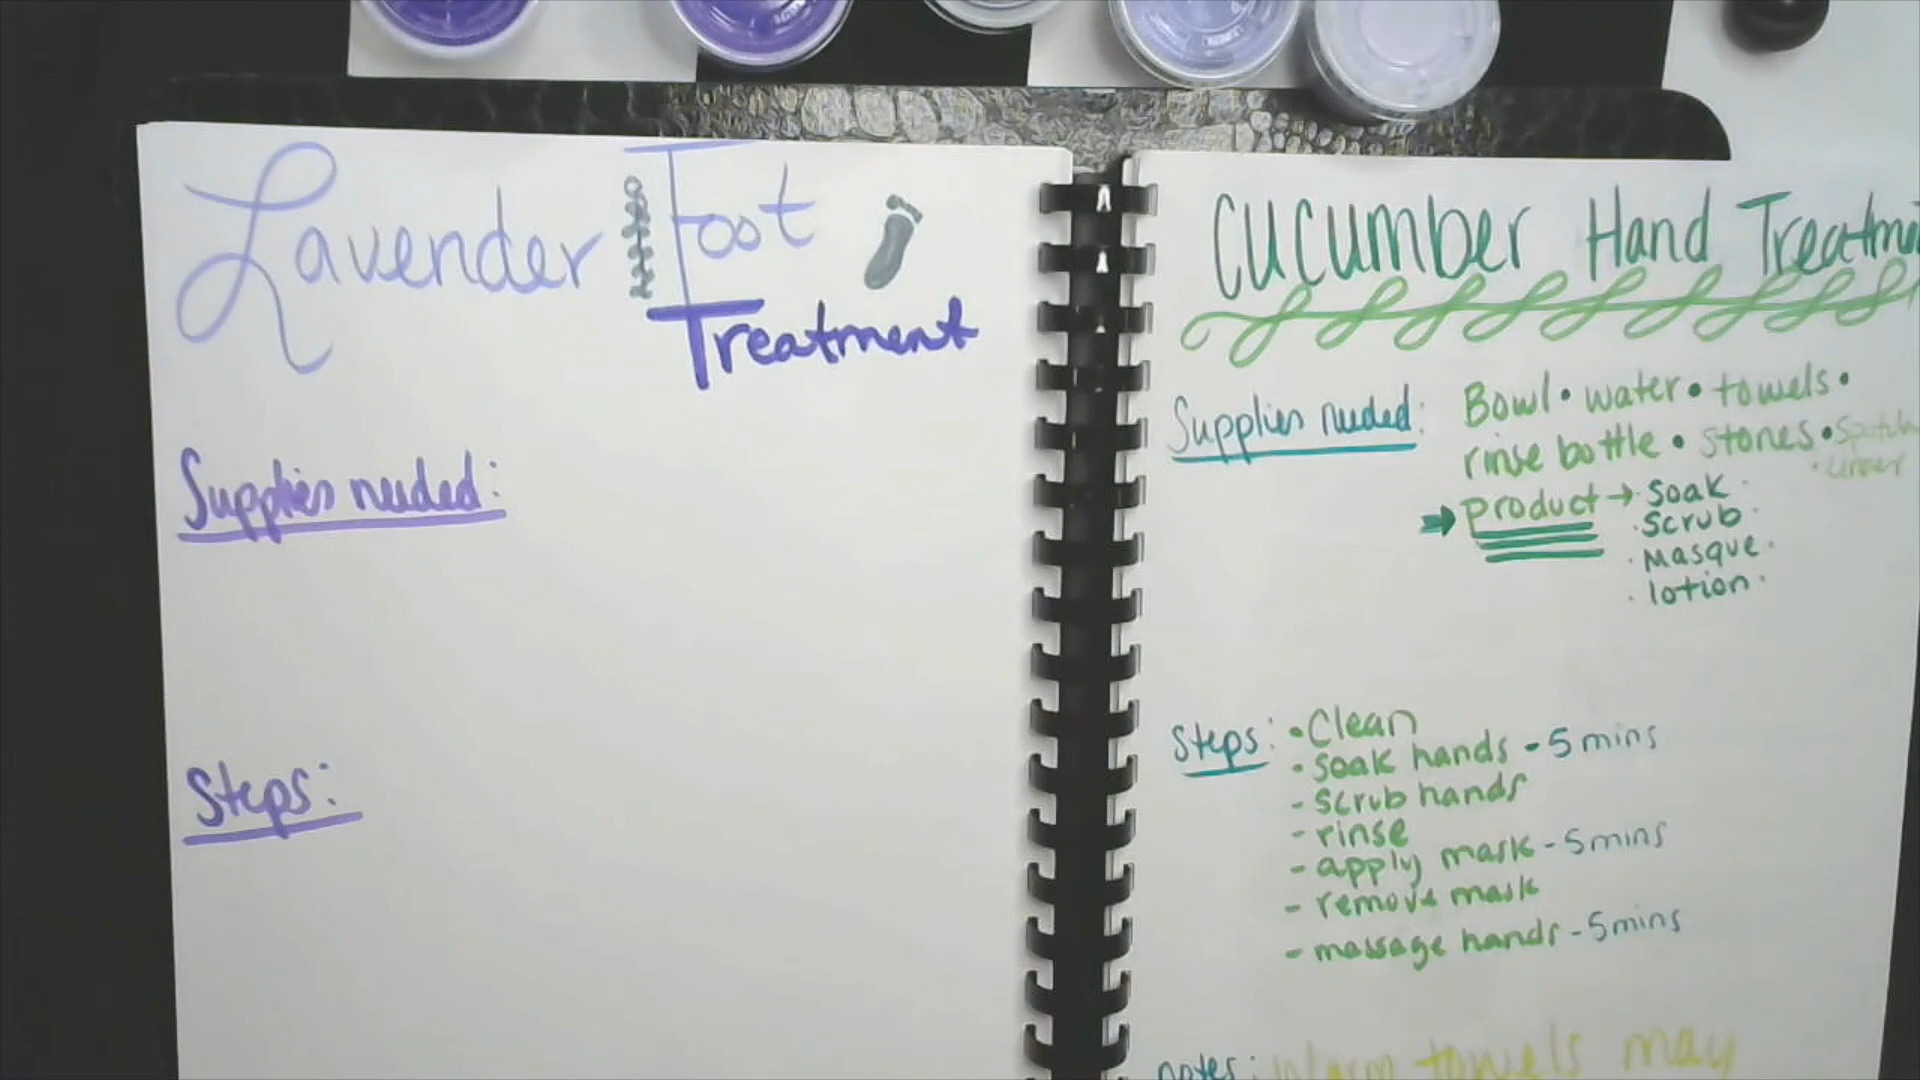 Lavender Foot
Treatment
Supplies needed:
Steps:
Cucumber Hand
Supplies needed: Bowl • water • towels •
rinse bottle • stones •
product → · soak ·
· scrub ·
· Masque ·
· lotion ·
Steps: • Clean
• soak hands - 5 mins
- scrub hands
- rinse
- apply mask - 5 mins
- remove mask
- massage hands - 5 mins
notes: Warm towels may